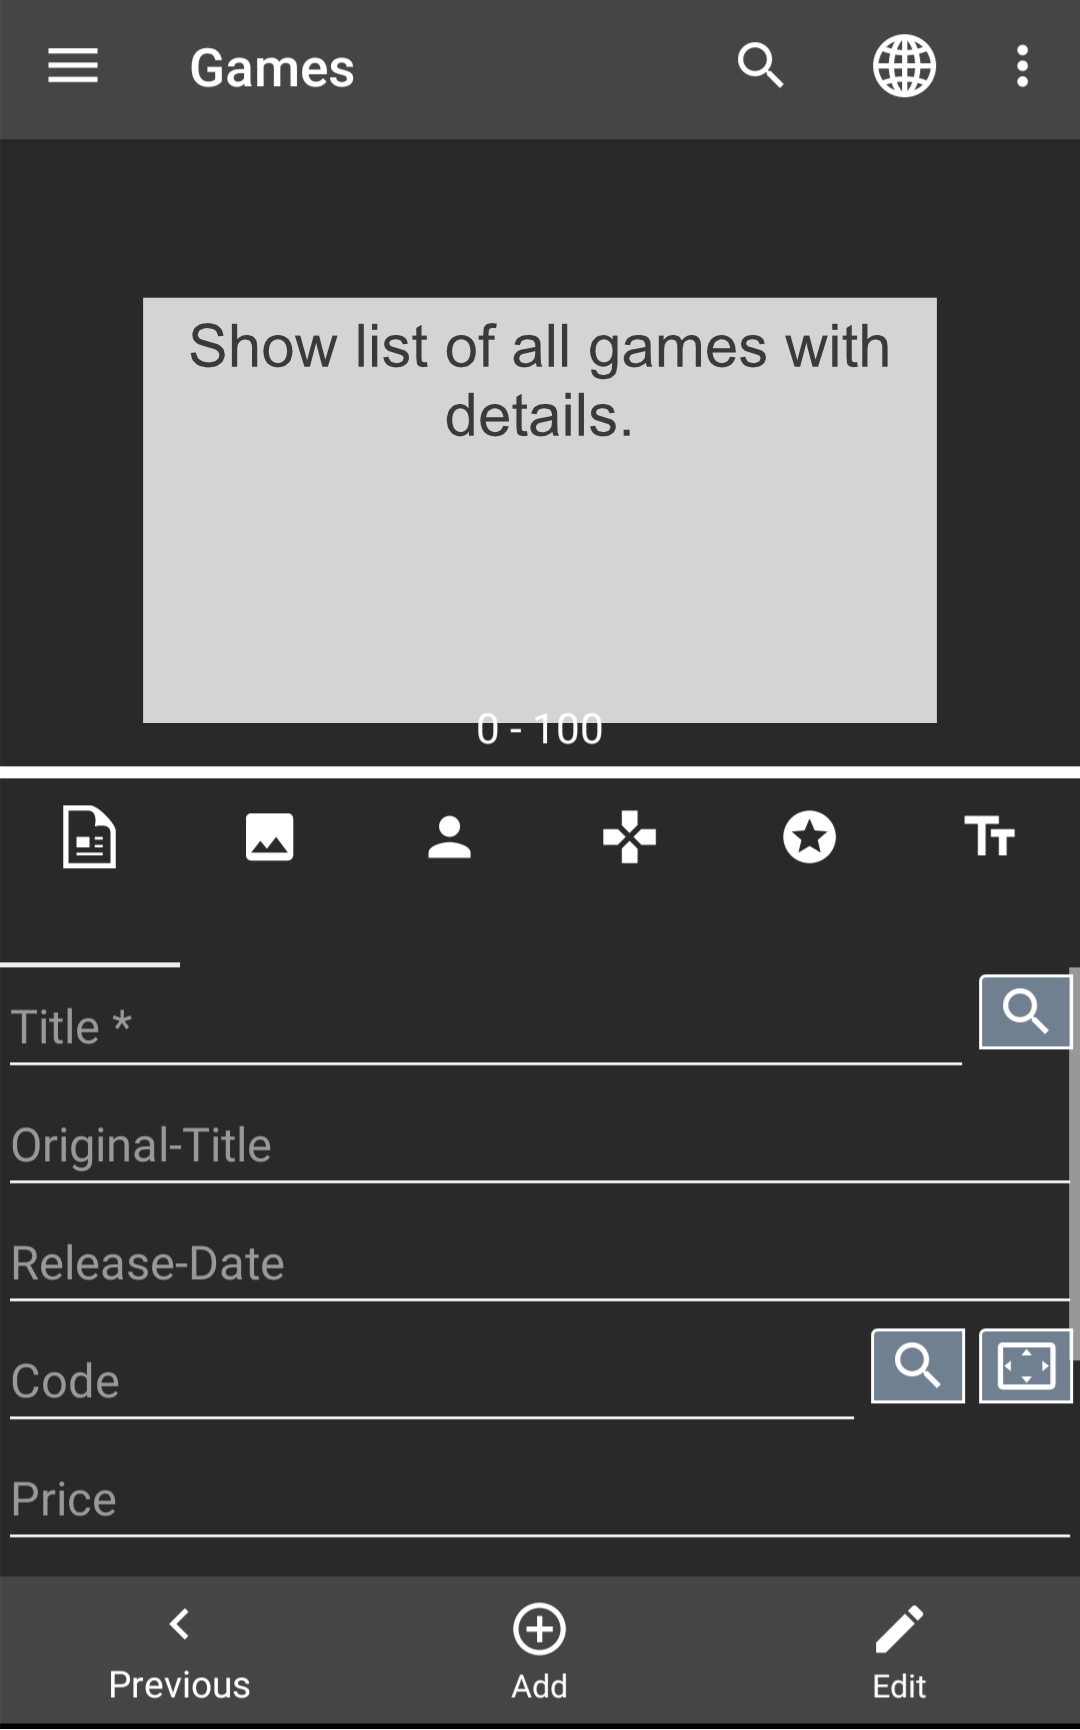 Games
Show list of all games with
details.
0 - 100
Title *
Original-Title
Release-Date
Code
Price
Previous
Add
Edit